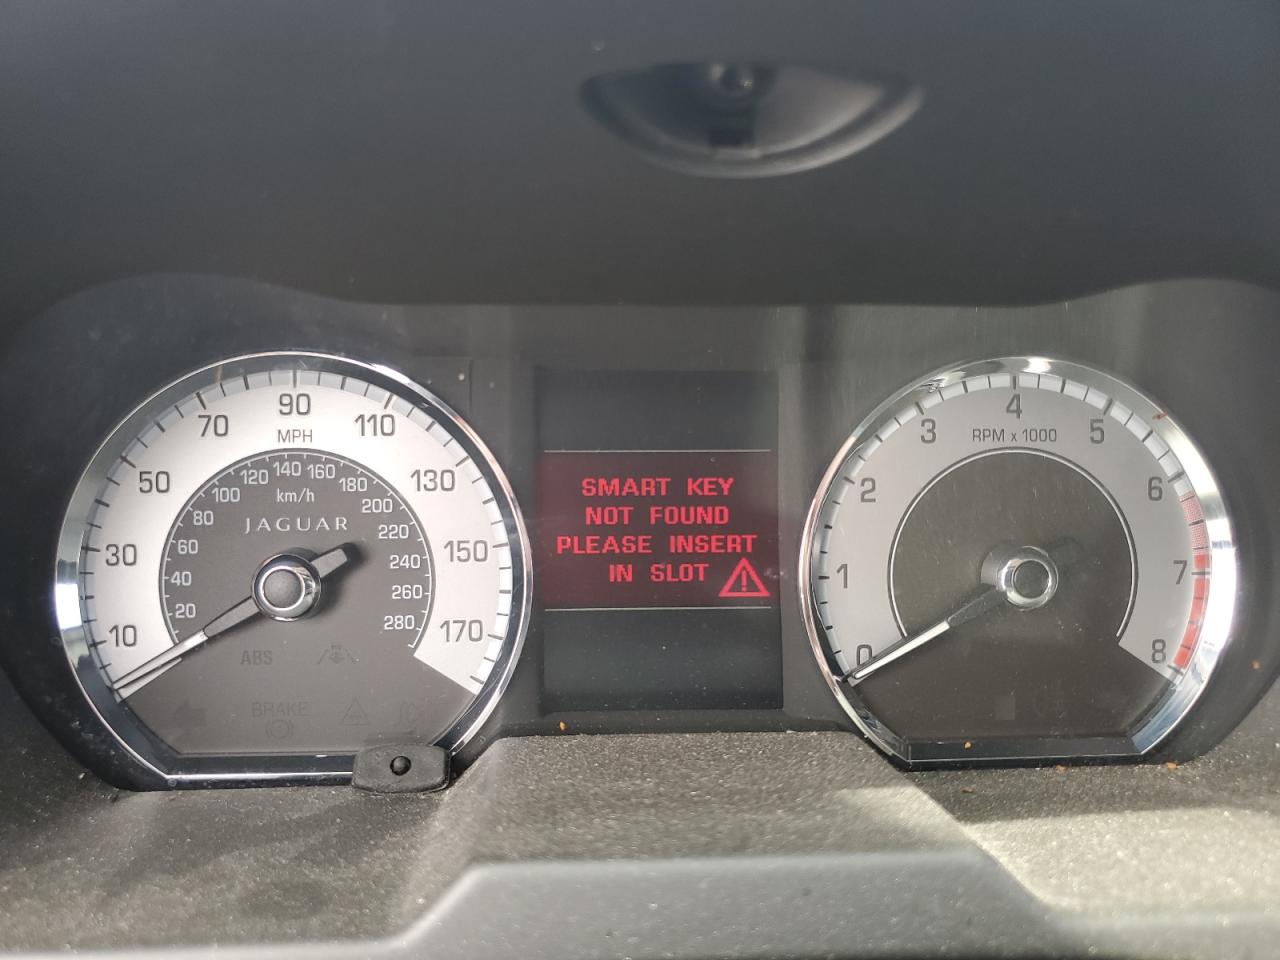 90
70
110
MPH
50
130
120 140 160
100
180
km/h
80
200
JAGUAR
220
30
60
150
240
40
260
20
280
10
170
ABS
BRAKE
SMART KEY
NOT FOUND
PLEASE INSERT
IN SLOT
4
3
5
RPM x 1000
2
6
1
7
0
8